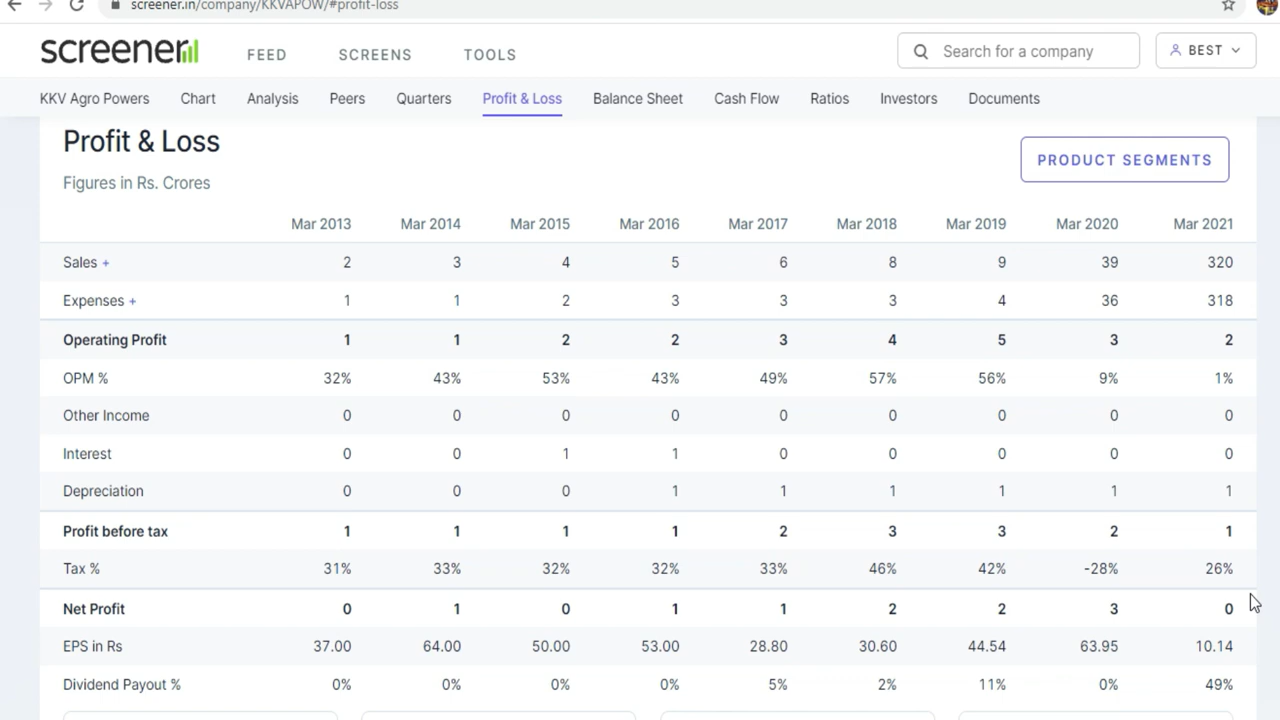 screener.in/company/KKVAPOW/#profit-loss
screener FEED SCREENS TOOLS Search for a company BEST
KKV Agro Powers Chart Analysis Peers Quarters Profit & Loss Balance Sheet Cash Flow Ratios Investors Documents
Profit & Loss
PRODUCT SEGMENTS
Figures in Rs. Crores
Mar 2013 Mar 2014 Mar 2015 Mar 2016 Mar 2017 Mar 2018 Mar 2019 Mar 2020 Mar 2021
Sales + 2 3 4 5 6 8 9 39 320
Expenses + 1 1 2 3 3 3 4 36 318
Operating Profit 1 1 2 2 3 4 5 3 2
OPM % 32% 43% 53% 43% 49% 57% 56% 9% 1%
Other Income 0 0 0 0 0 0 0 0 0
Interest 0 0 1 1 0 0 0 0 0
Depreciation 0 0 0 1 1 1 1 1 1
Profit before tax 1 1 1 1 2 3 3 2 1
Tax % 31% 33% 32% 32% 33% 46% 42% -28% 26%
Net Profit 0 1 0 1 1 2 2 3 0
EPS in Rs 37.00 64.00 50.00 53.00 28.80 30.60 44.54 63.95 10.14
Dividend Payout % 0% 0% 0% 0% 5% 2% 11% 0% 49%